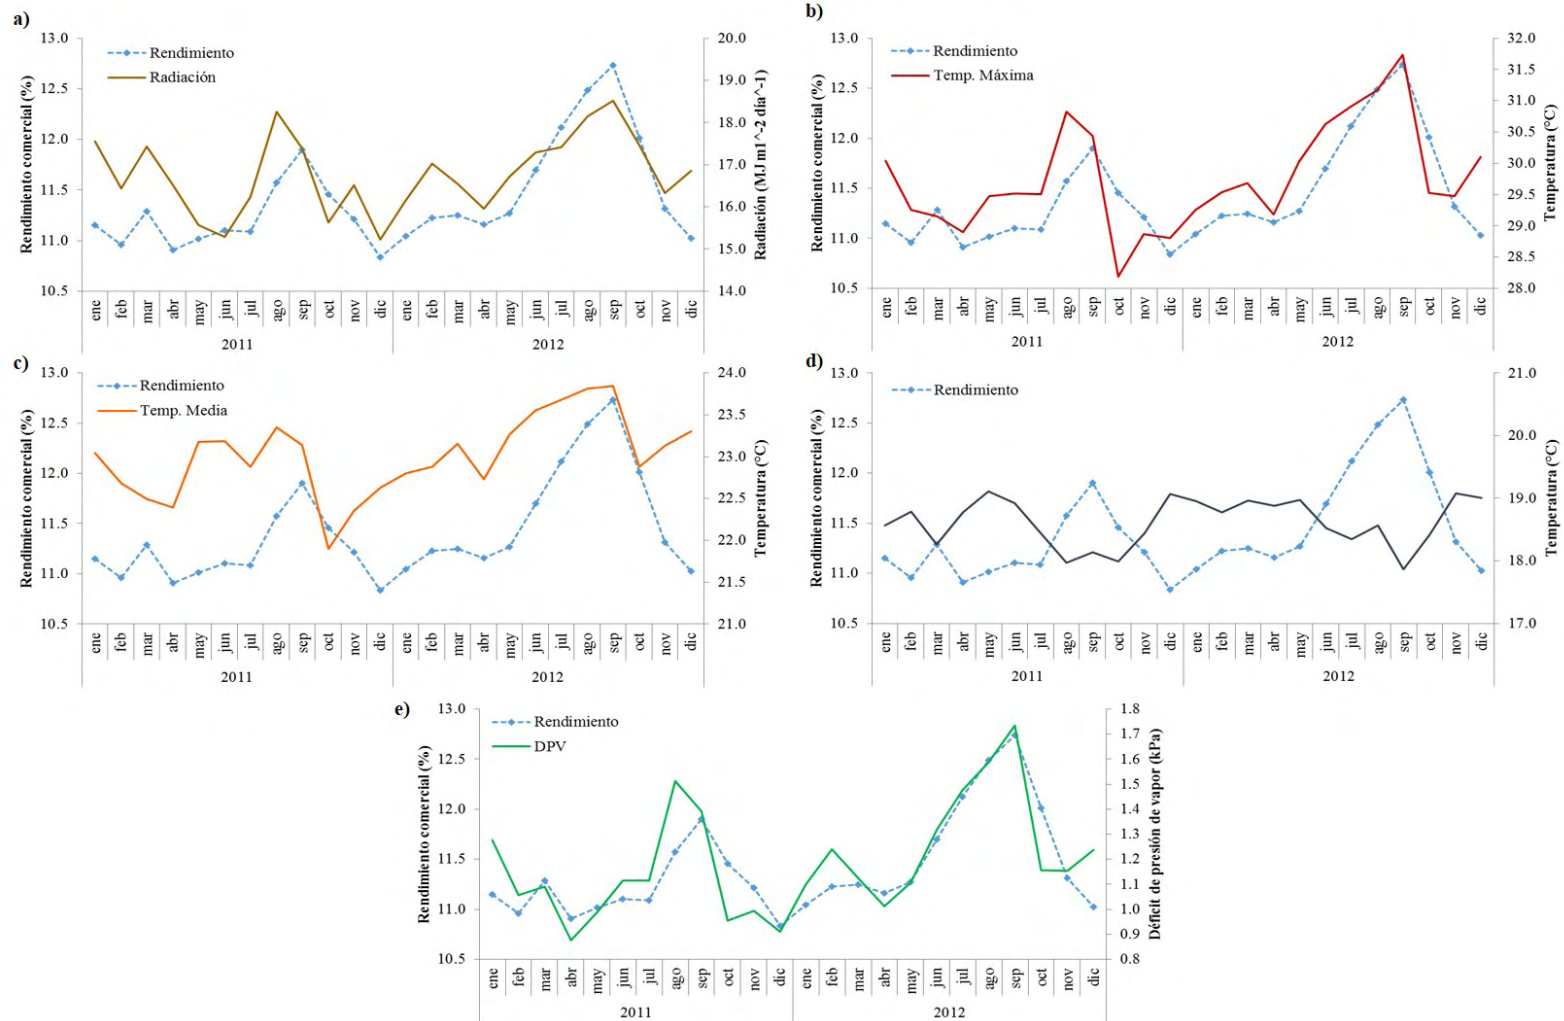 a)
Rendimiento
Radiación
Rendimiento comercial (%)
13.0
12.5
12.0
11.5
11.0
10.5
20.0
19.0
18.0
17.0
16.0
15.0
14.0
Radiación (MJ m1^-2 día^-1)
ene feb mar abr may jun jul ago sep oct nov dic ene feb mar abr may jun jul ago sep oct nov dic
2011 2012
b)
Rendimiento
Temp. Máxima
Rendimiento comercial (%)
13.0
12.5
12.0
11.5
11.0
10.5
32.0
31.5
31.0
30.5
30.0
29.5
29.0
28.5
28.0
Temperatura (°C)
ene feb mar abr may jun jul ago sep oct nov dic ene feb mar abr may jun jul ago sep oct nov dic
2011 2012
c)
Rendimiento
Temp. Media
Rendimiento comercial (%)
13.0
12.5
12.0
11.5
11.0
10.5
24.0
23.5
23.0
22.5
22.0
21.5
21.0
Temperatura (°C)
ene feb mar abr may jun jul ago sep oct nov dic ene feb mar abr may jun jul ago sep oct nov dic
2011 2012
d)
Rendimiento
Rendimiento comercial (%)
13.0
12.5
12.0
11.5
11.0
10.5
21.0
20.0
19.0
18.0
17.0
Temperatura (°C)
ene feb mar abr may jun jul ago sep oct nov dic ene feb mar abr may jun jul ago sep oct nov dic
2011 2012
e)
Rendimiento
DPV
Rendimiento comercial (%)
13.0
12.5
12.0
11.5
11.0
10.5
1.8
1.7
1.6
1.5
1.4
1.3
1.2
1.1
1.0
0.9
0.8
Déficit de presión de vapor (kPa)
ene feb mar abr may jun jul ago sep oct nov dic ene feb mar abr may jun jul ago sep oct nov dic
2011 2012